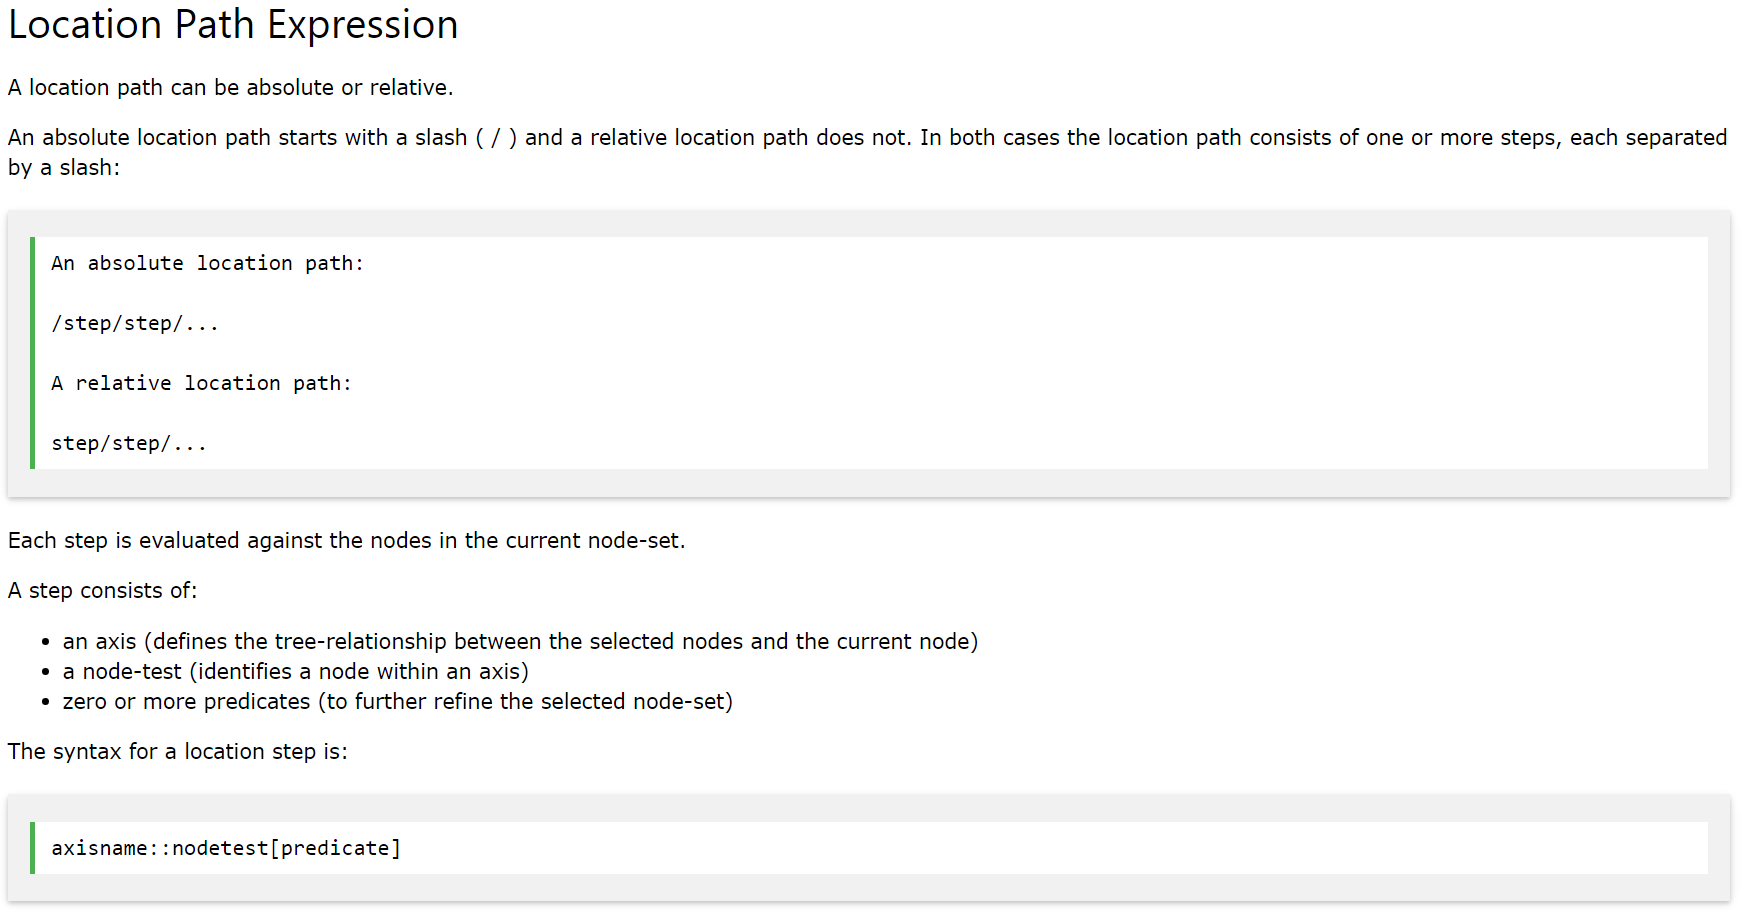 Location Path Expression
A location path can be absolute or relative.
An absolute location path starts with a slash ( / ) and a relative location path does not. In both cases the location path consists of one or more steps, each separated
by a slash:
An absolute location path:
/step/step/...
A relative location path:
step/step/...
Each step is evaluated against the nodes in the current node-set.
A step consists of:
• an axis (defines the tree-relationship between the selected nodes and the current node)
• a node-test (identifies a node within an axis)
• zero or more predicates (to further refine the selected node-set)
The syntax for a location step is:
axisname::nodetest[predicate]